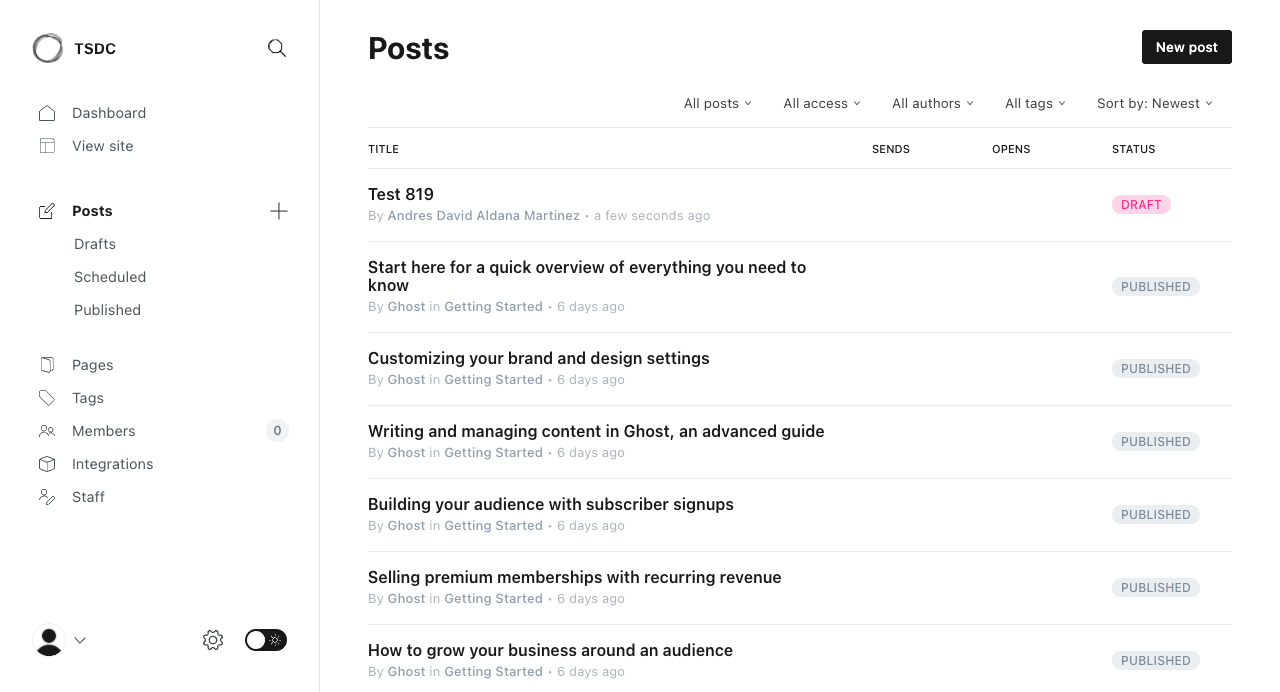 TSDC
Dashboard
View site
Posts
Drafts
Scheduled
Published
Pages
Tags
Members 0
Integrations
Staff
Posts
New post
All posts All access All authors All tags Sort by: Newest
TITLE SENDS OPENS STATUS
Test 819
By Andres David Aldana Martinez • a few seconds ago
DRAFT
Start here for a quick overview of everything you need to
know
By Ghost in Getting Started • 6 days ago
PUBLISHED
Customizing your brand and design settings
By Ghost in Getting Started • 6 days ago
PUBLISHED
Writing and managing content in Ghost, an advanced guide
By Ghost in Getting Started • 6 days ago
PUBLISHED
Building your audience with subscriber signups
By Ghost in Getting Started • 6 days ago
PUBLISHED
Selling premium memberships with recurring revenue
By Ghost in Getting Started • 6 days ago
PUBLISHED
How to grow your business around an audience
By Ghost in Getting Started • 6 days ago
PUBLISHED